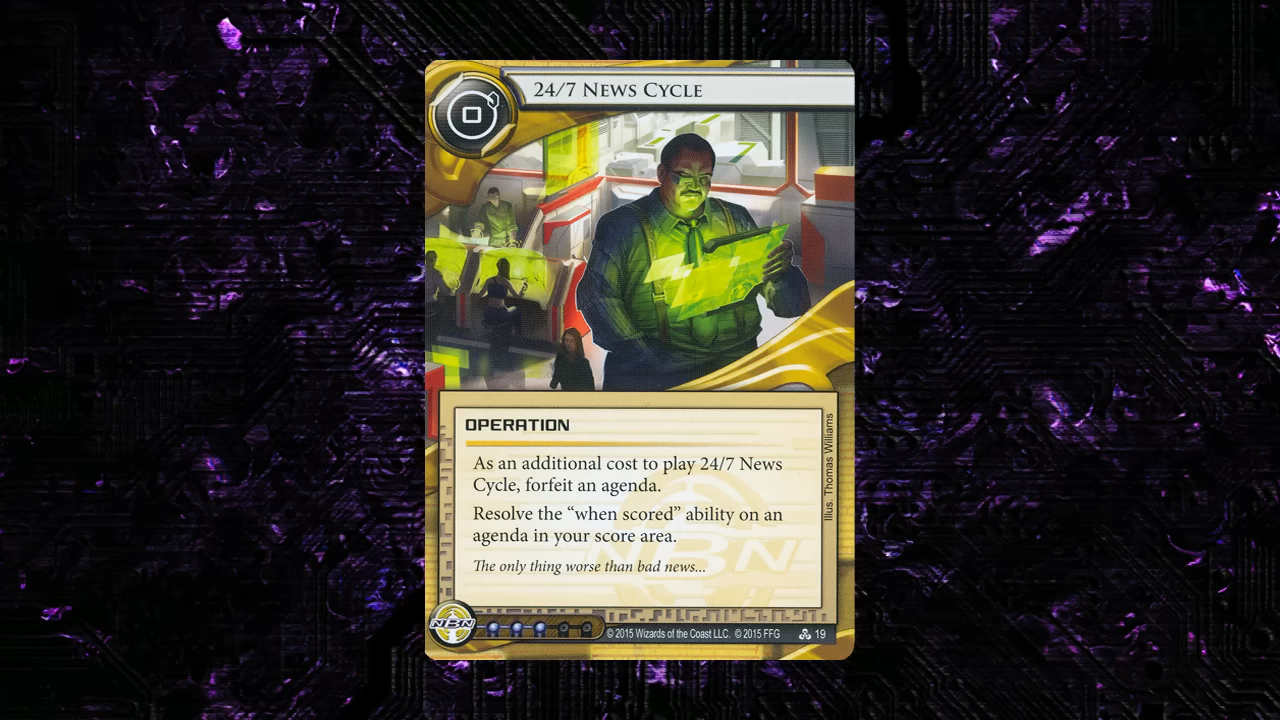 24/7 News Cycle
OPERATION
As an additional cost to play 24/7 News
Cycle, forfeit an agenda.
Resolve the “when scored” ability on an
agenda in your score area.
The only thing worse than bad news...
Illus. Thomas Williams
NBN
NBN
© 2015 Wizards of the Coast LLC. © 2015 FFG
19